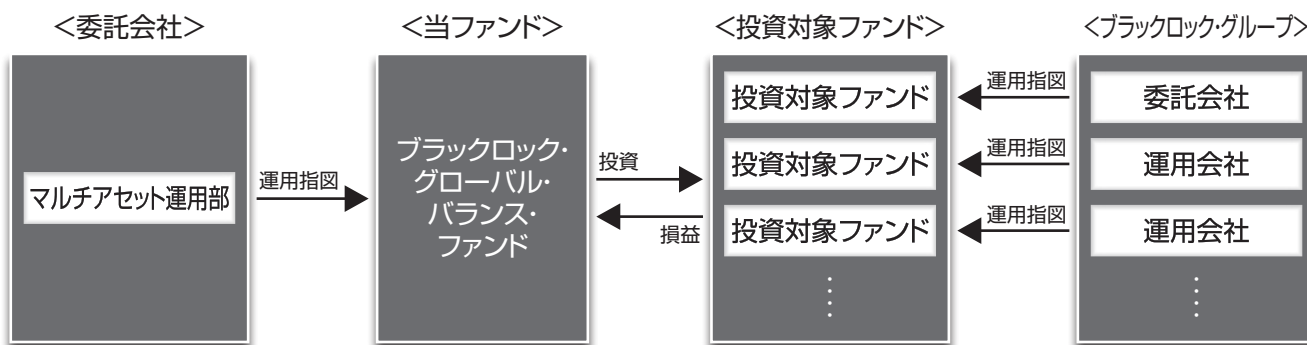 <委託会社>
マルチアセット運用部
運用指図
<当ファンド>
ブラックロック・
グローバル・
バランス・
ファンド
投資
損益
<投資対象ファンド>
投資対象ファンド
投資対象ファンド
投資対象ファンド
⋮
運用指図
運用指図
運用指図
<ブラックロック・グループ>
委託会社
運用会社
運用会社
⋮